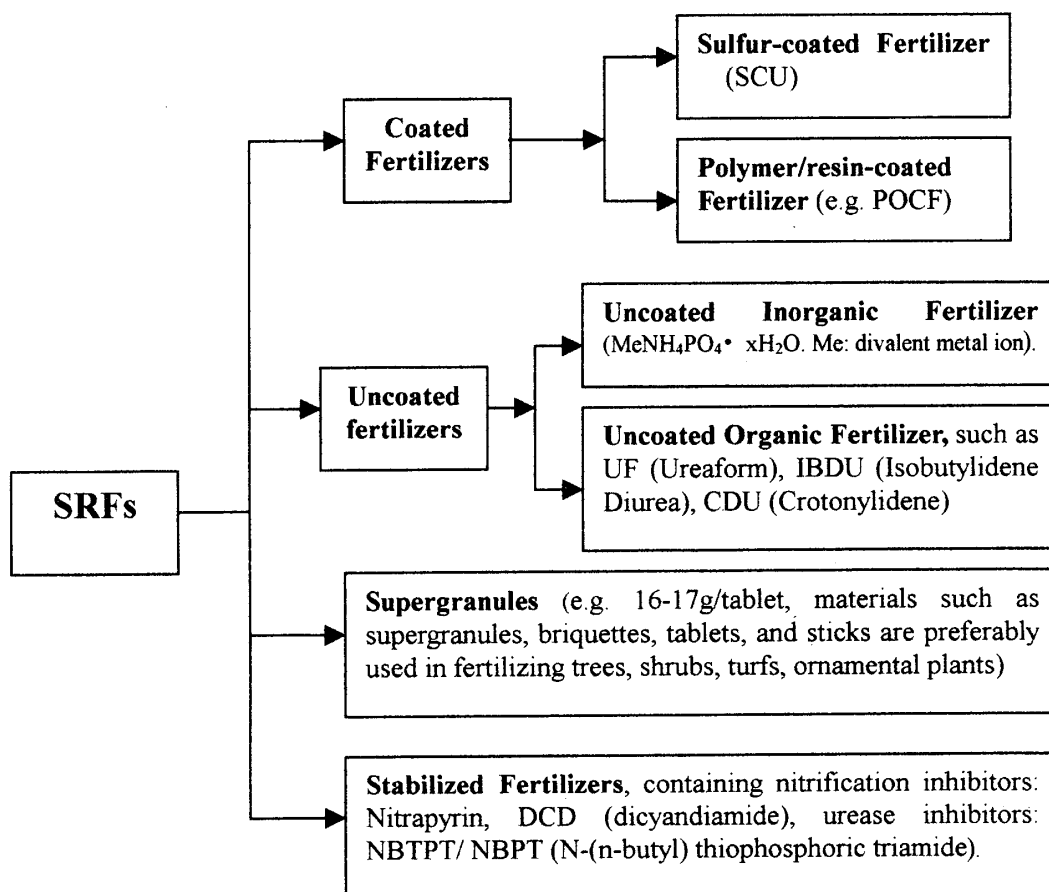 Sulfur-coated Fertilizer
(SCU)
Coated
Fertilizers
Polymer/resin-coated
Fertilizer (e.g. POCF)
Uncoated Inorganic Fertilizer
(MeNH₄PO₄• xH₂O. Me: divalent metal ion).
Uncoated
fertilizers
Uncoated Organic Fertilizer, such as
UF (Ureaform), IBDU (Isobutylidene
Diurea), CDU (Crotonylidene)
SRFs
Supergranules (e.g. 16-17g/tablet, materials such as
supergranules, briquettes, tablets, and sticks are preferably
used in fertilizing trees, shrubs, turfs, ornamental plants)
Stabilized Fertilizers, containing nitrification inhibitors:
Nitrapyrin, DCD (dicyandiamide), urease inhibitors:
NBTPT/ NBPT (N-(n-butyl) thiophosphoric triamide).